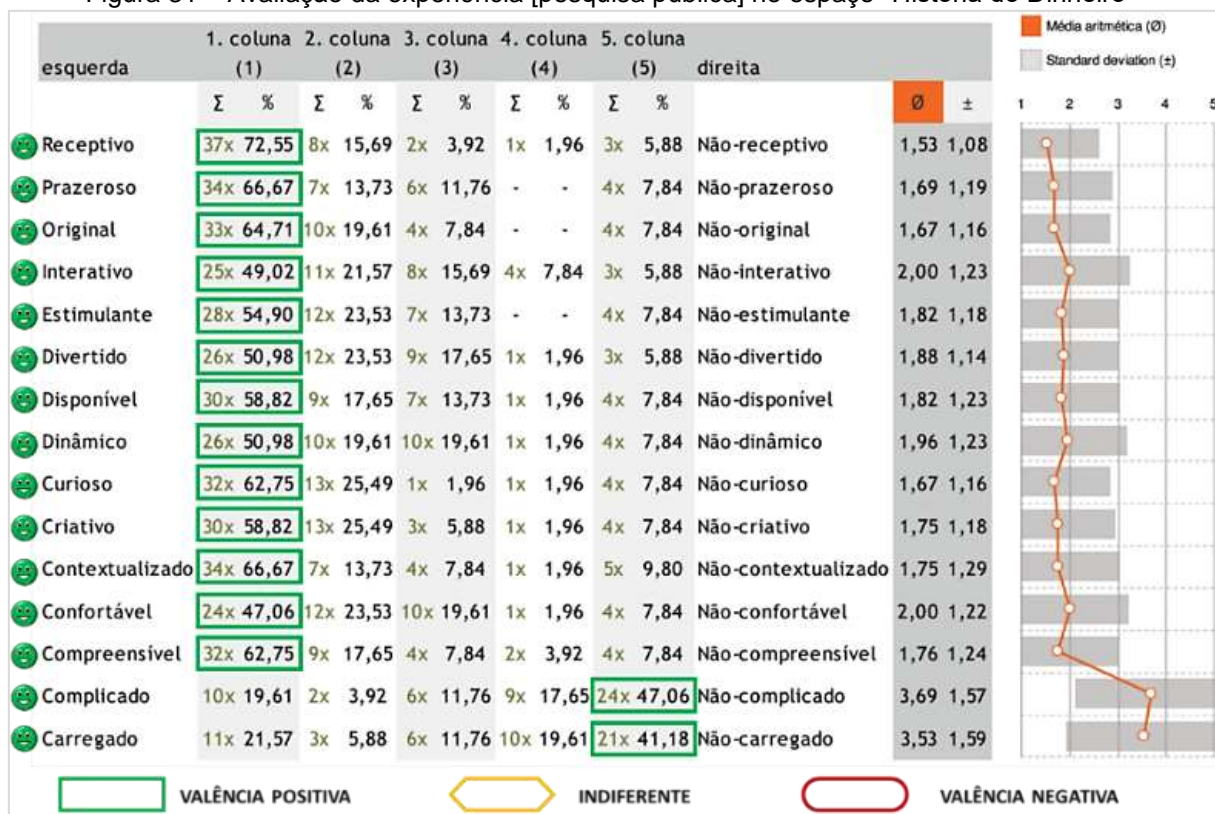 Figura 31 – Avaliação da experiência [pesquisa pública] no espaço "História do Dinheiro"
1. coluna 2. coluna 3. coluna 4. coluna 5. coluna
esquerda (1) (2) (3) (4) (5) direita
Média aritmética (Ø)
Standard deviation (±)
Σ % Σ % Σ % Σ % Σ % Ø ± 1 2 3 4 5
Receptivo 37x 72,55 8x 15,69 2x 3,92 1x 1,96 3x 5,88 Não-receptivo 1,53 1,08
Prazeroso 34x 66,67 7x 13,73 6x 11,76 - - 4x 7,84 Não-prazeroso 1,69 1,19
Original 33x 64,71 10x 19,61 4x 7,84 - - 4x 7,84 Não-original 1,67 1,16
Interativo 25x 49,02 11x 21,57 8x 15,69 4x 7,84 3x 5,88 Não-interativo 2,00 1,23
Estimulante 28x 54,90 12x 23,53 7x 13,73 - - 4x 7,84 Não-estimulante 1,82 1,18
Divertido 26x 50,98 12x 23,53 9x 17,65 1x 1,96 3x 5,88 Não-divertido 1,88 1,14
Disponível 30x 58,82 9x 17,65 7x 13,73 1x 1,96 4x 7,84 Não-disponível 1,82 1,23
Dinâmico 26x 50,98 10x 19,61 10x 19,61 1x 1,96 4x 7,84 Não-dinâmico 1,96 1,23
Curioso 32x 62,75 13x 25,49 1x 1,96 1x 1,96 4x 7,84 Não-curioso 1,67 1,16
Criativo 30x 58,82 13x 25,49 3x 5,88 1x 1,96 4x 7,84 Não-criativo 1,75 1,18
Contextualizado 34x 66,67 7x 13,73 4x 7,84 1x 1,96 5x 9,80 Não-contextualizado 1,75 1,29
Confortável 24x 47,06 12x 23,53 10x 19,61 1x 1,96 4x 7,84 Não-confortável 2,00 1,22
Compreensível 32x 62,75 9x 17,65 4x 7,84 2x 3,92 4x 7,84 Não-compreensível 1,76 1,24
Complicado 10x 19,61 2x 3,92 6x 11,76 9x 17,65 24x 47,06 Não-complicado 3,69 1,57
Carregado 11x 21,57 3x 5,88 6x 11,76 10x 19,61 21x 41,18 Não-carregado 3,53 1,59
VALÊNCIA POSITIVA INDIFERENTE VALÊNCIA NEGATIVA